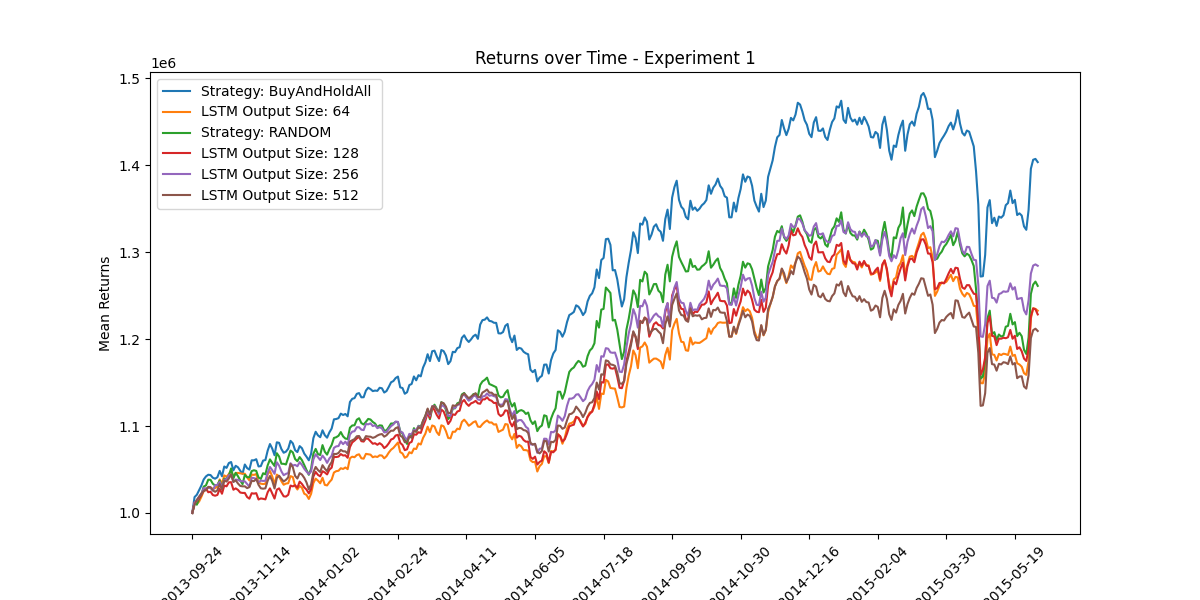 Returns over Time - Experiment 1
1e6
1.5
1.4
1.3
1.2
1.1
1.0
Mean Returns
Strategy: BuyAndHoldAll
LSTM Output Size: 64
Strategy: RANDOM
LSTM Output Size: 128
LSTM Output Size: 256
LSTM Output Size: 512
2013-09-24
2013-11-14
2014-01-02
2014-02-24
2014-04-11
2014-06-05
2014-07-18
2014-09-05
2014-10-30
2014-12-16
2015-02-04
2015-03-30
2015-05-19